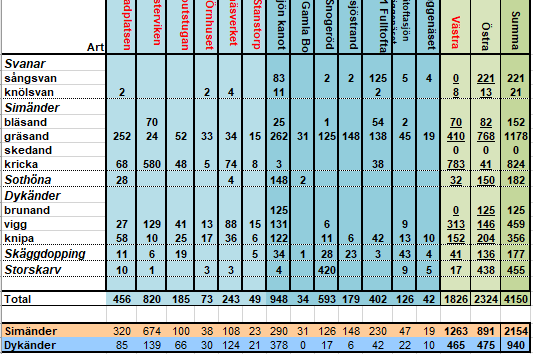 Art adplatsen sterviken outstugan Örnhuset åsverket Stanstorp jön kanot Gamla Bo Snogeröd sjöstrand 1 Fulltofta toftasjön ggenäset Västra Östra Summa
Svanar
sångsvan 83 2 2 125 5 4 0 221 221
knölsvan 2 2 4 11 2 8 13 21
Simänder
bläsand 70 25 1 54 2 70 82 152
gräsand 252 24 52 33 34 15 262 31 125 148 138 45 19 410 768 1178
skedand 0 0 0
kricka 68 580 48 5 74 8 3 38 783 41 824
Sothöna 28 4 148 2 32 150 182
Dykänder
brunand 125 0 125 125
vigg 27 129 41 13 88 15 131 6 9 313 146 459
knipa 58 10 25 17 36 6 122 11 6 42 13 10 152 204 356
Skäggdopping 11 6 19 5 34 1 28 23 3 43 4 41 136 177
Storskarv 10 1 3 3 4 420 9 5 17 438 455
Total 456 820 185 73 243 49 948 34 593 179 402 126 42 1826 2324 4150
Simänder 320 674 100 38 108 23 290 31 126 148 230 47 19 1263 891 2154
Dykänder 85 139 66 30 124 21 378 0 17 6 42 22 10 465 475 940